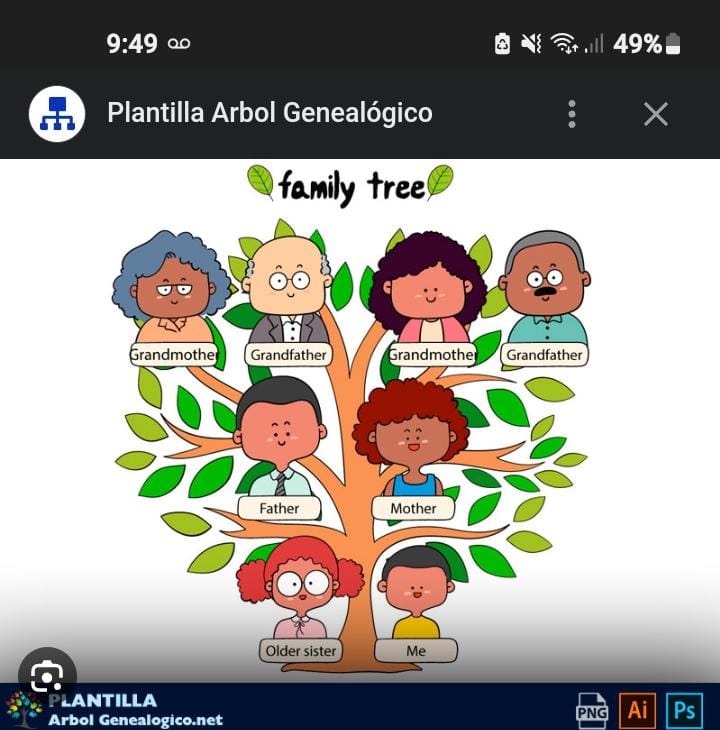 9:49
49%
Plantilla Arbol Genealógico
family tree
Grandmother Grandfather Grandmother Grandfather
Father Mother
Older sister Me
PLANTILLA
Arbol Genealogico.net
PNG Ai Ps